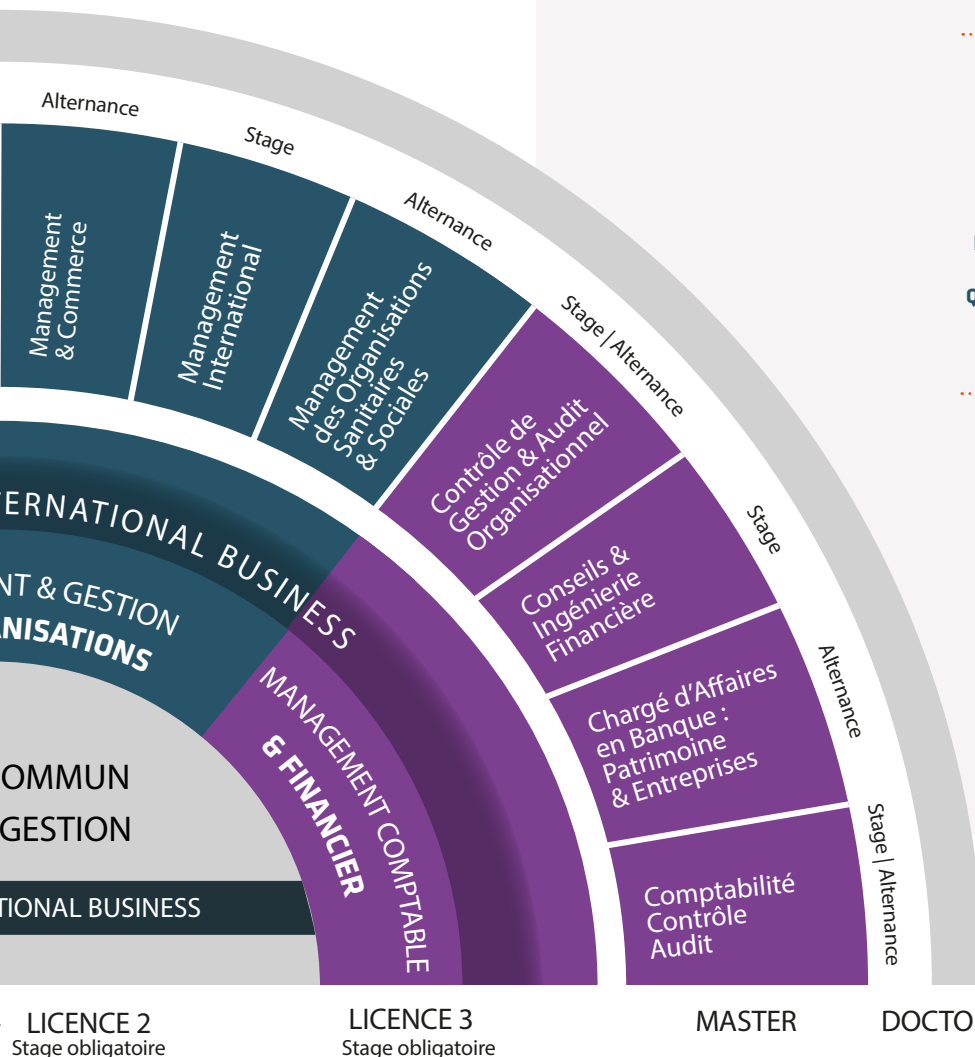 Alternance
Stage
Alternance
Stage | Alternance
Stage
Alternance
Stage | Alternance
Management
& Commerce
Management
International
Management
des Organisations
Sanitaires
& Sociales
Contrôle de
Gestion & Audit
Organisationnel
Conseils &
Ingénierie
Financière
Chargé d'Affaires
en Banque :
Patrimoine
& Entreprises
Comptabilité
Contrôle
Audit
ERNATIONAL BUSINESS
NT & GESTION
NISATIONS
MANAGEMENT COMPTABLE
& FINANCIER
OMMUN
GESTION
TIONAL BUSINESS
LICENCE 2
Stage obligatoire
LICENCE 3
Stage obligatoire
MASTER
DOCTO